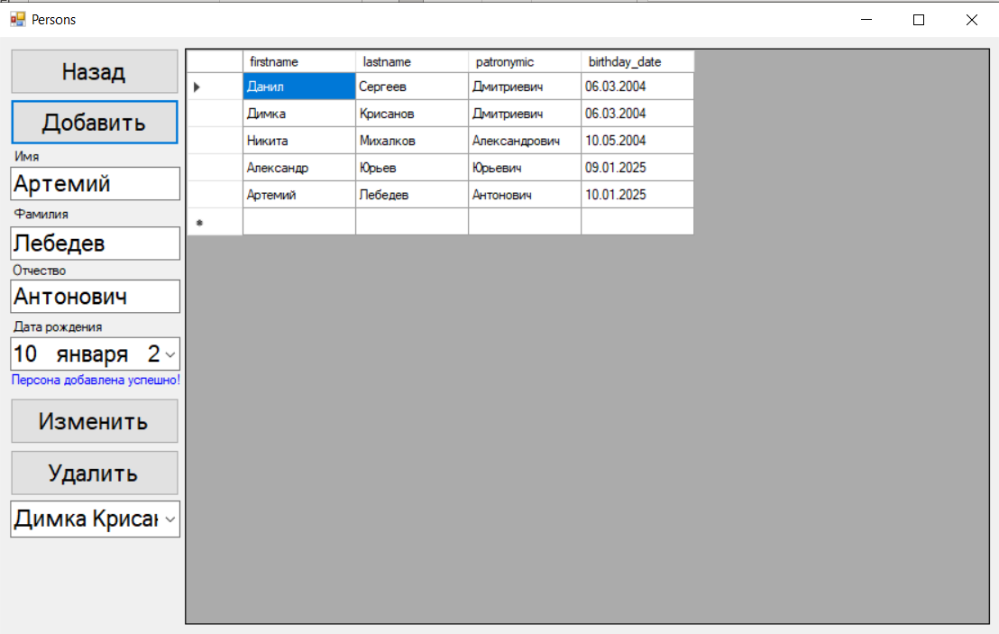 Persons
Назад
Добавить
Имя
Артемий
Фамилия
Лебедев
Отчество
Антонович
Дата рождения
10 января 2
Персона добавлена успешно!
Изменить
Удалить
Димка Крисан
firstname lastname patronymic birthday_date
Данил Сергеев Дмитриевич 06.03.2004
Димка Крисанов Дмитриевич 06.03.2004
Никита Михалков Александрович 10.05.2004
Александр Юрьев Юрьевич 09.01.2025
Артемий Лебедев Антонович 10.01.2025